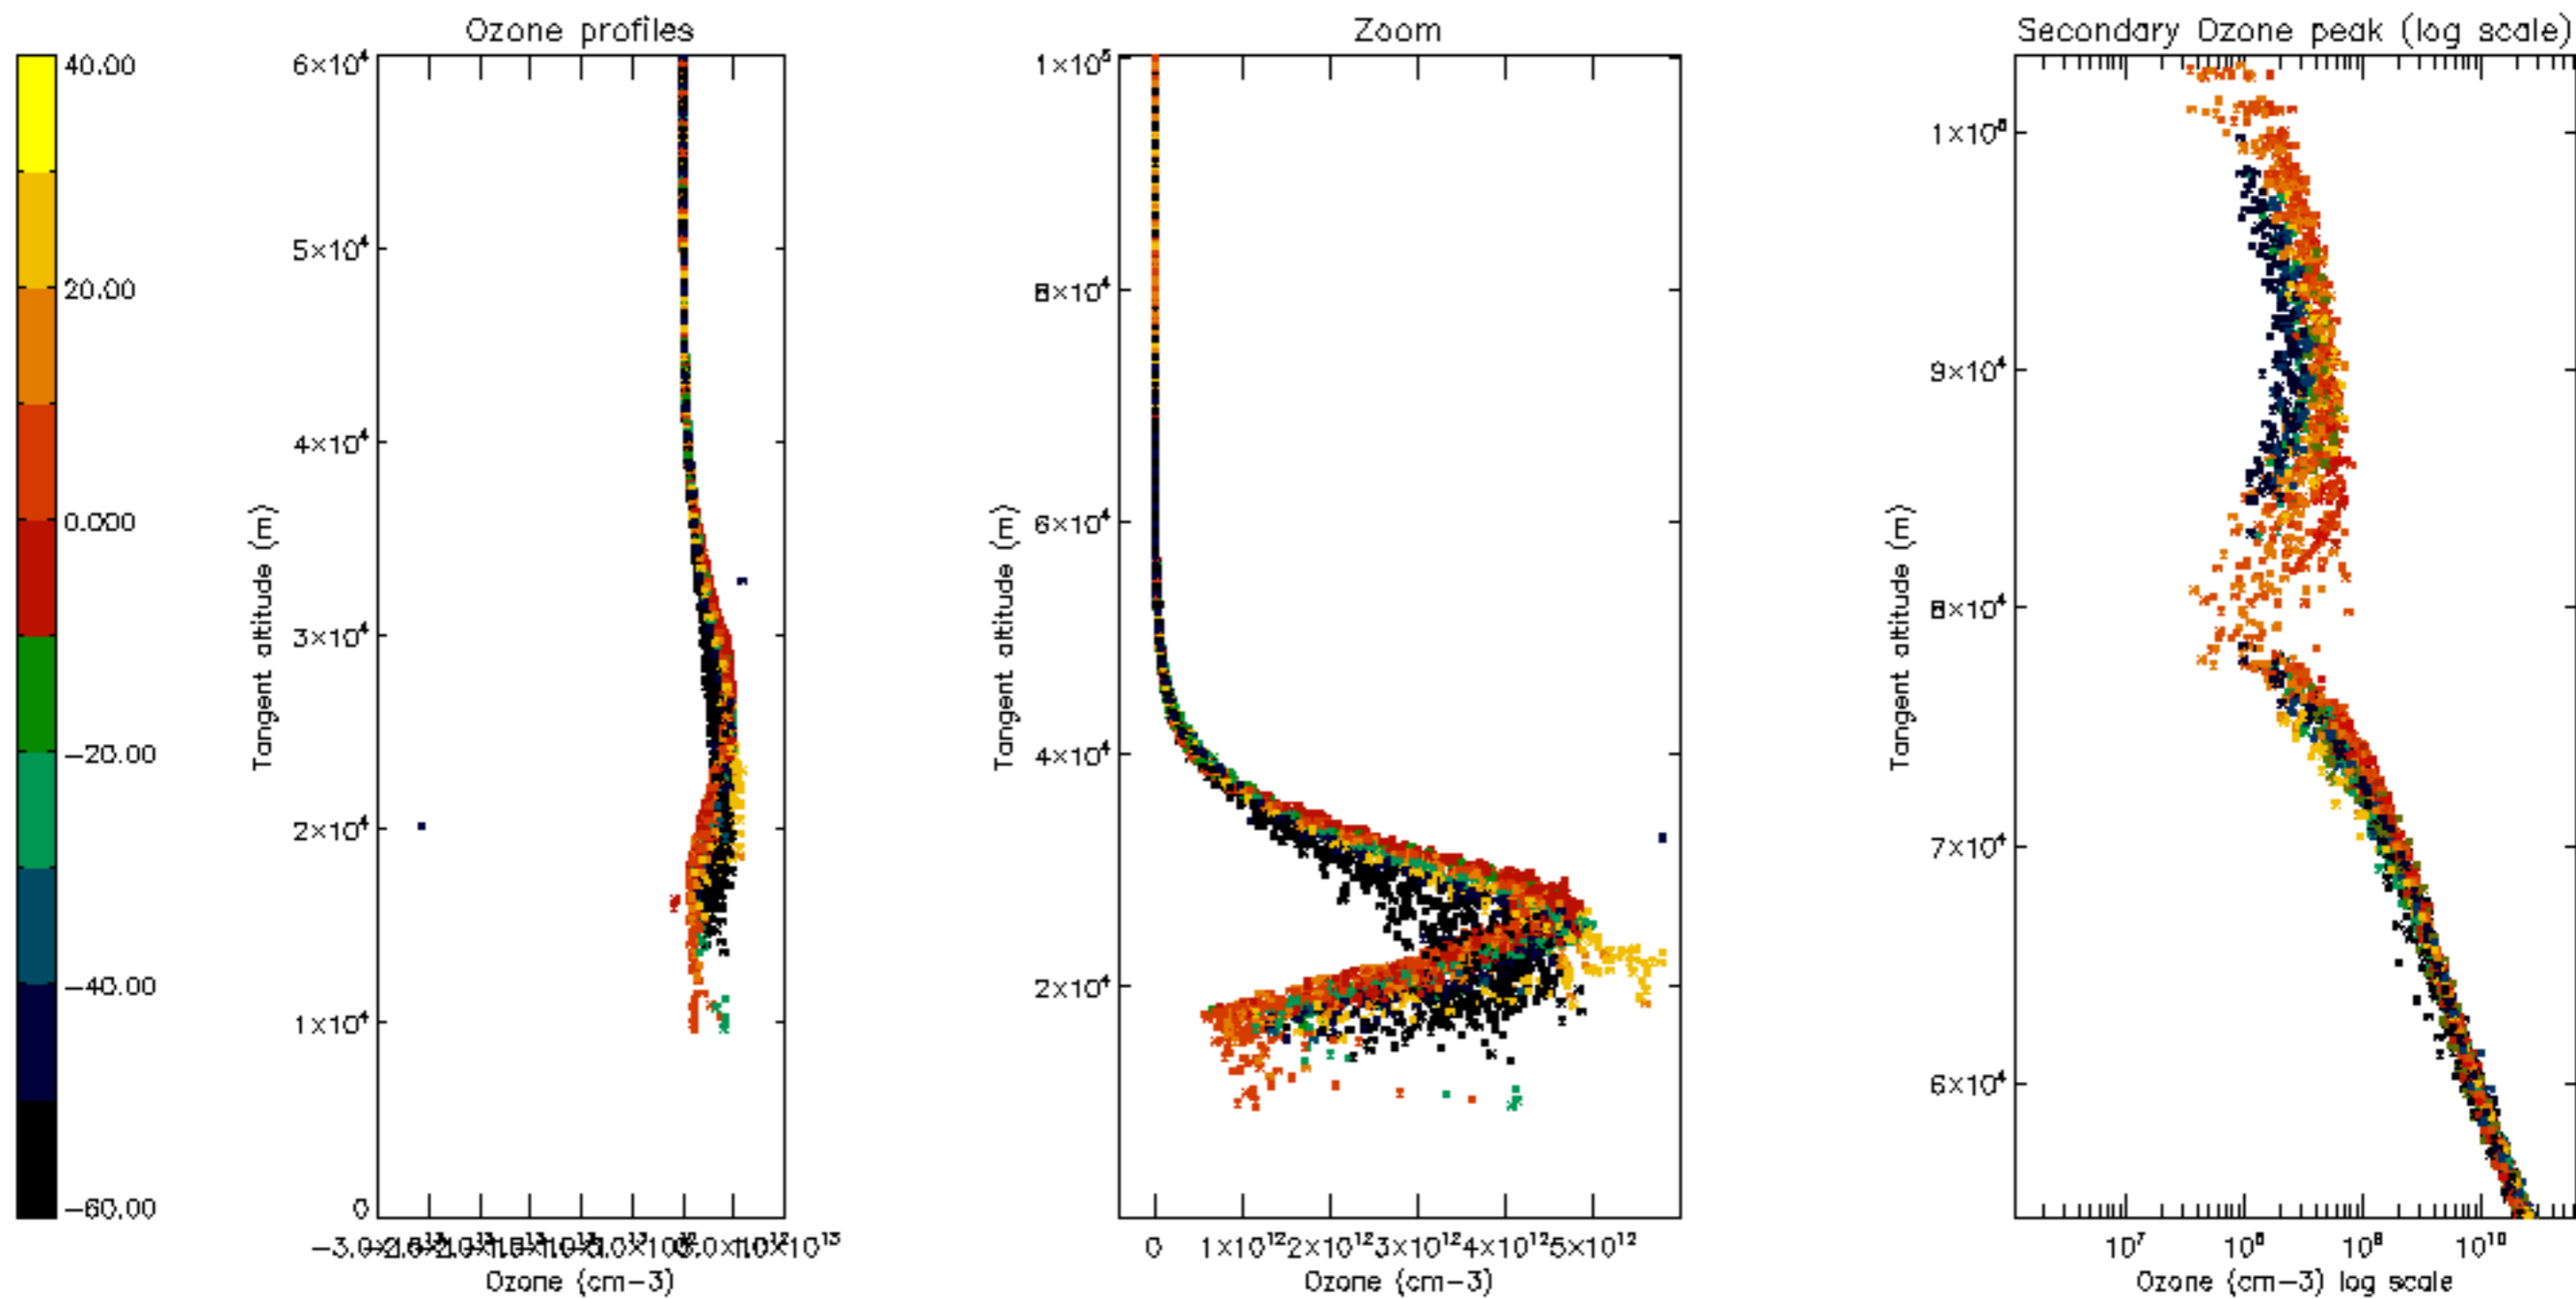 40.00
20.00
0.000
−20.00
−40.00
−60.00
Ozone profiles
6×10⁴
5×10⁴
4×10⁴
3×10⁴
2×10⁴
1×10⁴
0
Tangent altitude (m)
Ozone (cm−3)
Zoom
1×10⁵
8×10⁴
6×10⁴
4×10⁴
2×10⁴
Tangent altitude (m)
0 1×10¹² 2×10¹² 3×10¹² 4×10¹² 5×10¹²
Ozone (cm−3)
Secondary Ozone peak (log scale)
9×10⁴
8×10⁴
7×10⁴
6×10⁴
Tangent altitude (m)
10⁷ 10⁸ 10⁹ 10¹⁰
Ozone (cm−3) log scale